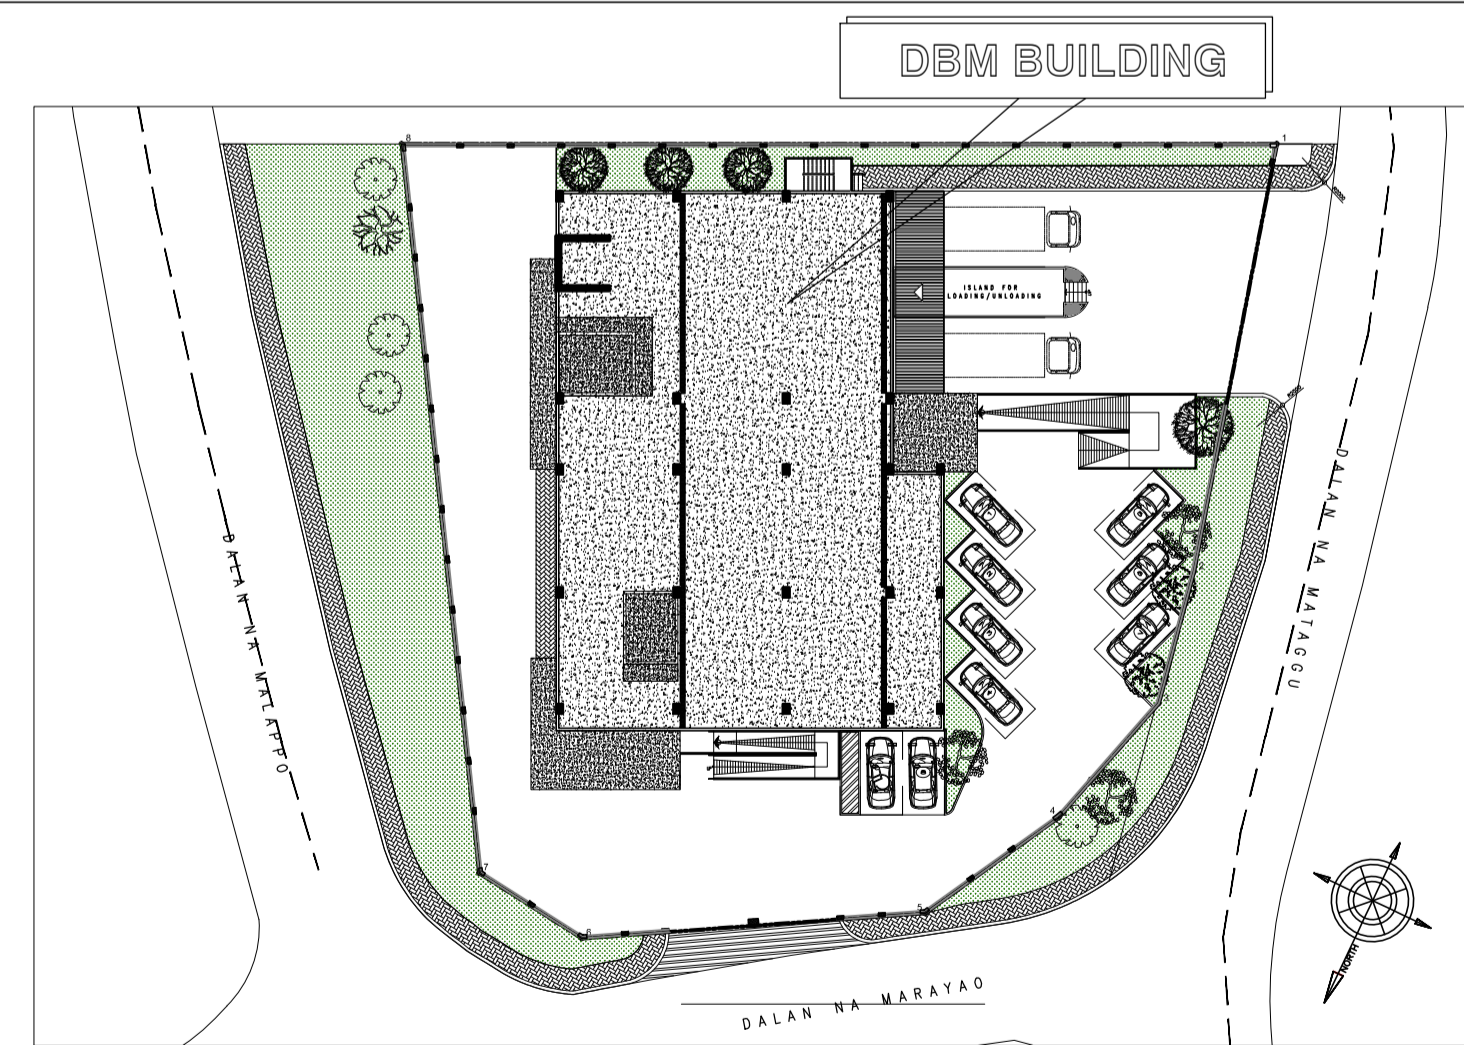 DBM BUILDING
8
1
ISLAND FOR
LOADING/UNLOADING
DALAN NA MALAPPO
DALAN NA MATAGGU
4
7
5
6
NORTH
DALAN NA MARAYAO